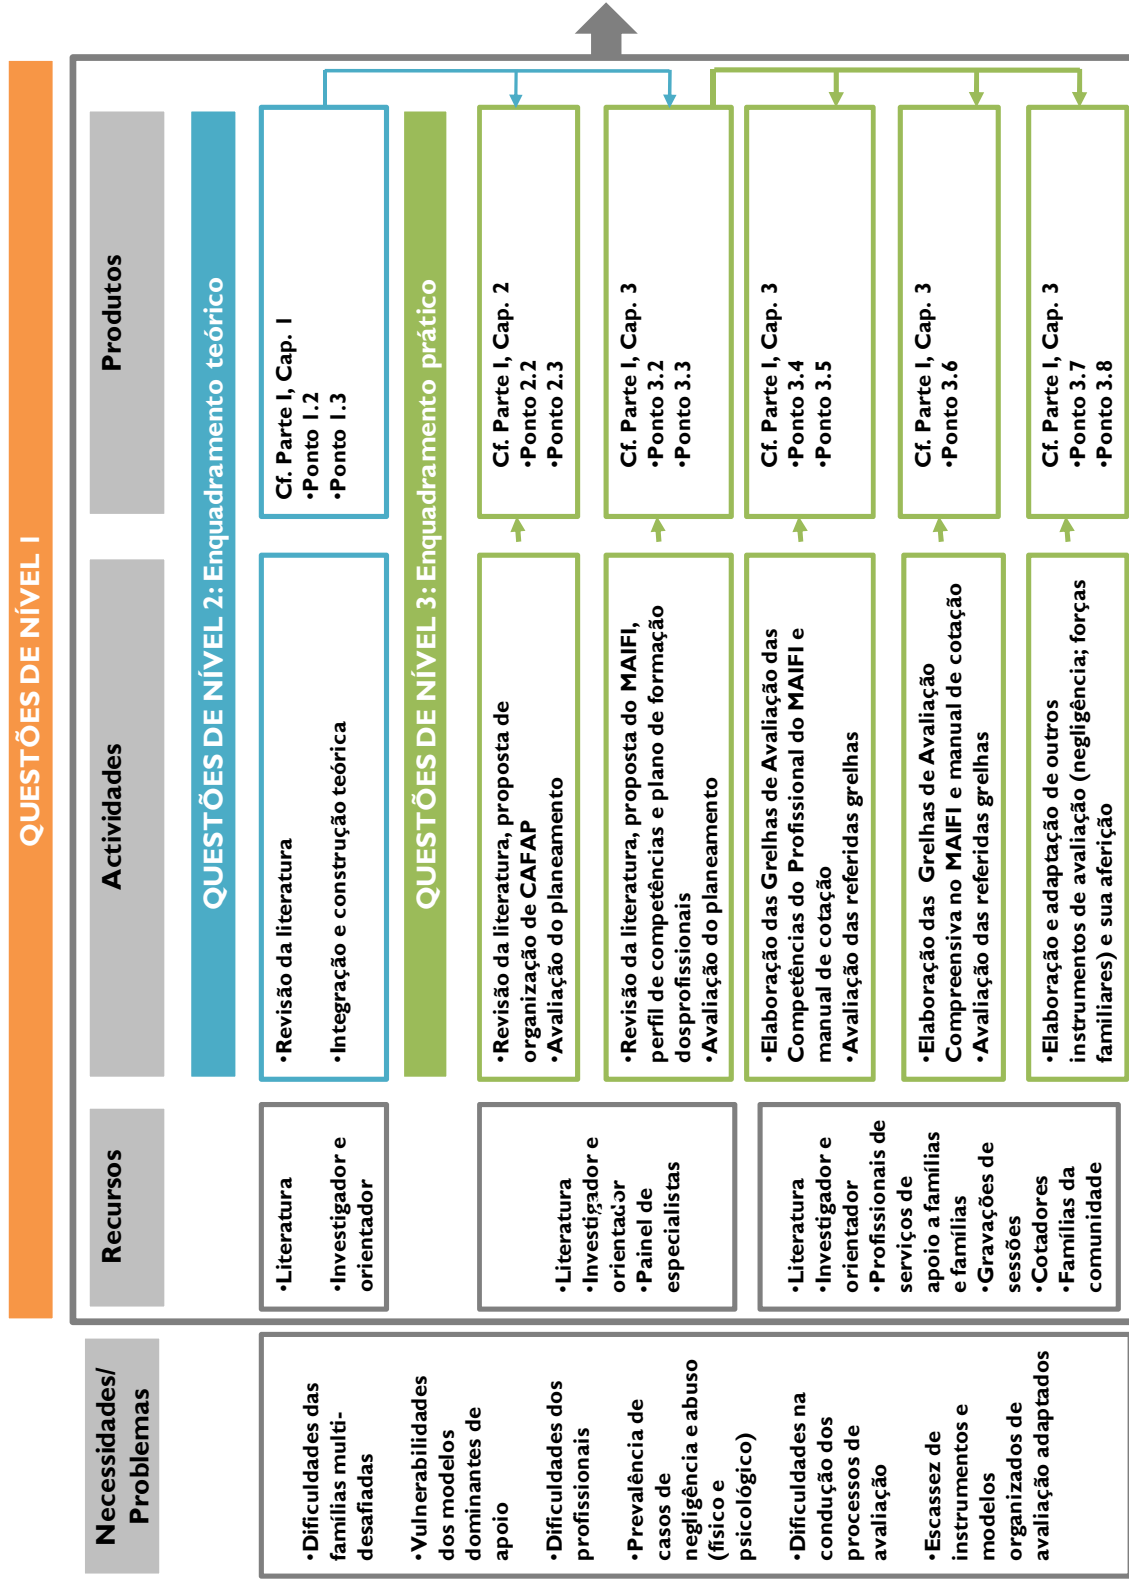 QUESTÕES DE NÍVEL 1
Necessidades/
Problemas
Recursos
Actividades
Produtos
•Dificuldades das
famílias multi-
desafiadas
•Vulnerabilidades
dos modelos
dominantes de
apoio
•Dificuldades dos
profissionais
•Prevalência de
casos de
negligência e abuso
(físico e
psicológico)
•Dificuldades na
condução dos
processos de
avaliação
•Escassez de
instrumentos e
modelos
organizados de
avaliação adaptados
QUESTÕES DE NÍVEL 2: Enquadramento teórico
•Literatura
•Investigador e
orientador
•Revisão da literatura
•Integração e construção teórica
Cf. Parte I, Cap. 1
•Ponto 1.2
•Ponto 1.3
QUESTÕES DE NÍVEL 3: Enquadramento prático
•Literatura
•Investigador e
orientador
•Painel de
especialistas
•Revisão da literatura, proposta de
organização de CAFAP
•Avaliação do planeamento
Cf. Parte I, Cap. 2
•Ponto 2.2
•Ponto 2.3
•Revisão da literatura, proposta do MAIFI,
perfil de competências e plano de formação
dosprofissionais
•Avaliação do planeamento
Cf. Parte I, Cap. 3
•Ponto 3.2
•Ponto 3.3
•Literatura
•Investigador e
orientador
•Profissionais de
serviços de
apoio a famílias
e famílias
•Gravações de
sessões
•Cotadores
•Famílias da
comunidade
•Elaboração das Grelhas de Avaliação das
Competências do Profissional do MAIFI e
manual de cotação
•Avaliação das referidas grelhas
Cf. Parte I, Cap. 3
•Ponto 3.4
•Ponto 3.5
•Elaboração das Grelhas de Avaliação
Compreensiva no MAIFI e manual de cotação
•Avaliação das referidas grelhas
Cf. Parte I, Cap. 3
•Ponto 3.6
•Elaboração e adaptação de outros
instrumentos de avaliação (negligência; forças
familiares) e sua aferição
Cf. Parte I, Cap. 3
•Ponto 3.7
•Ponto 3.8